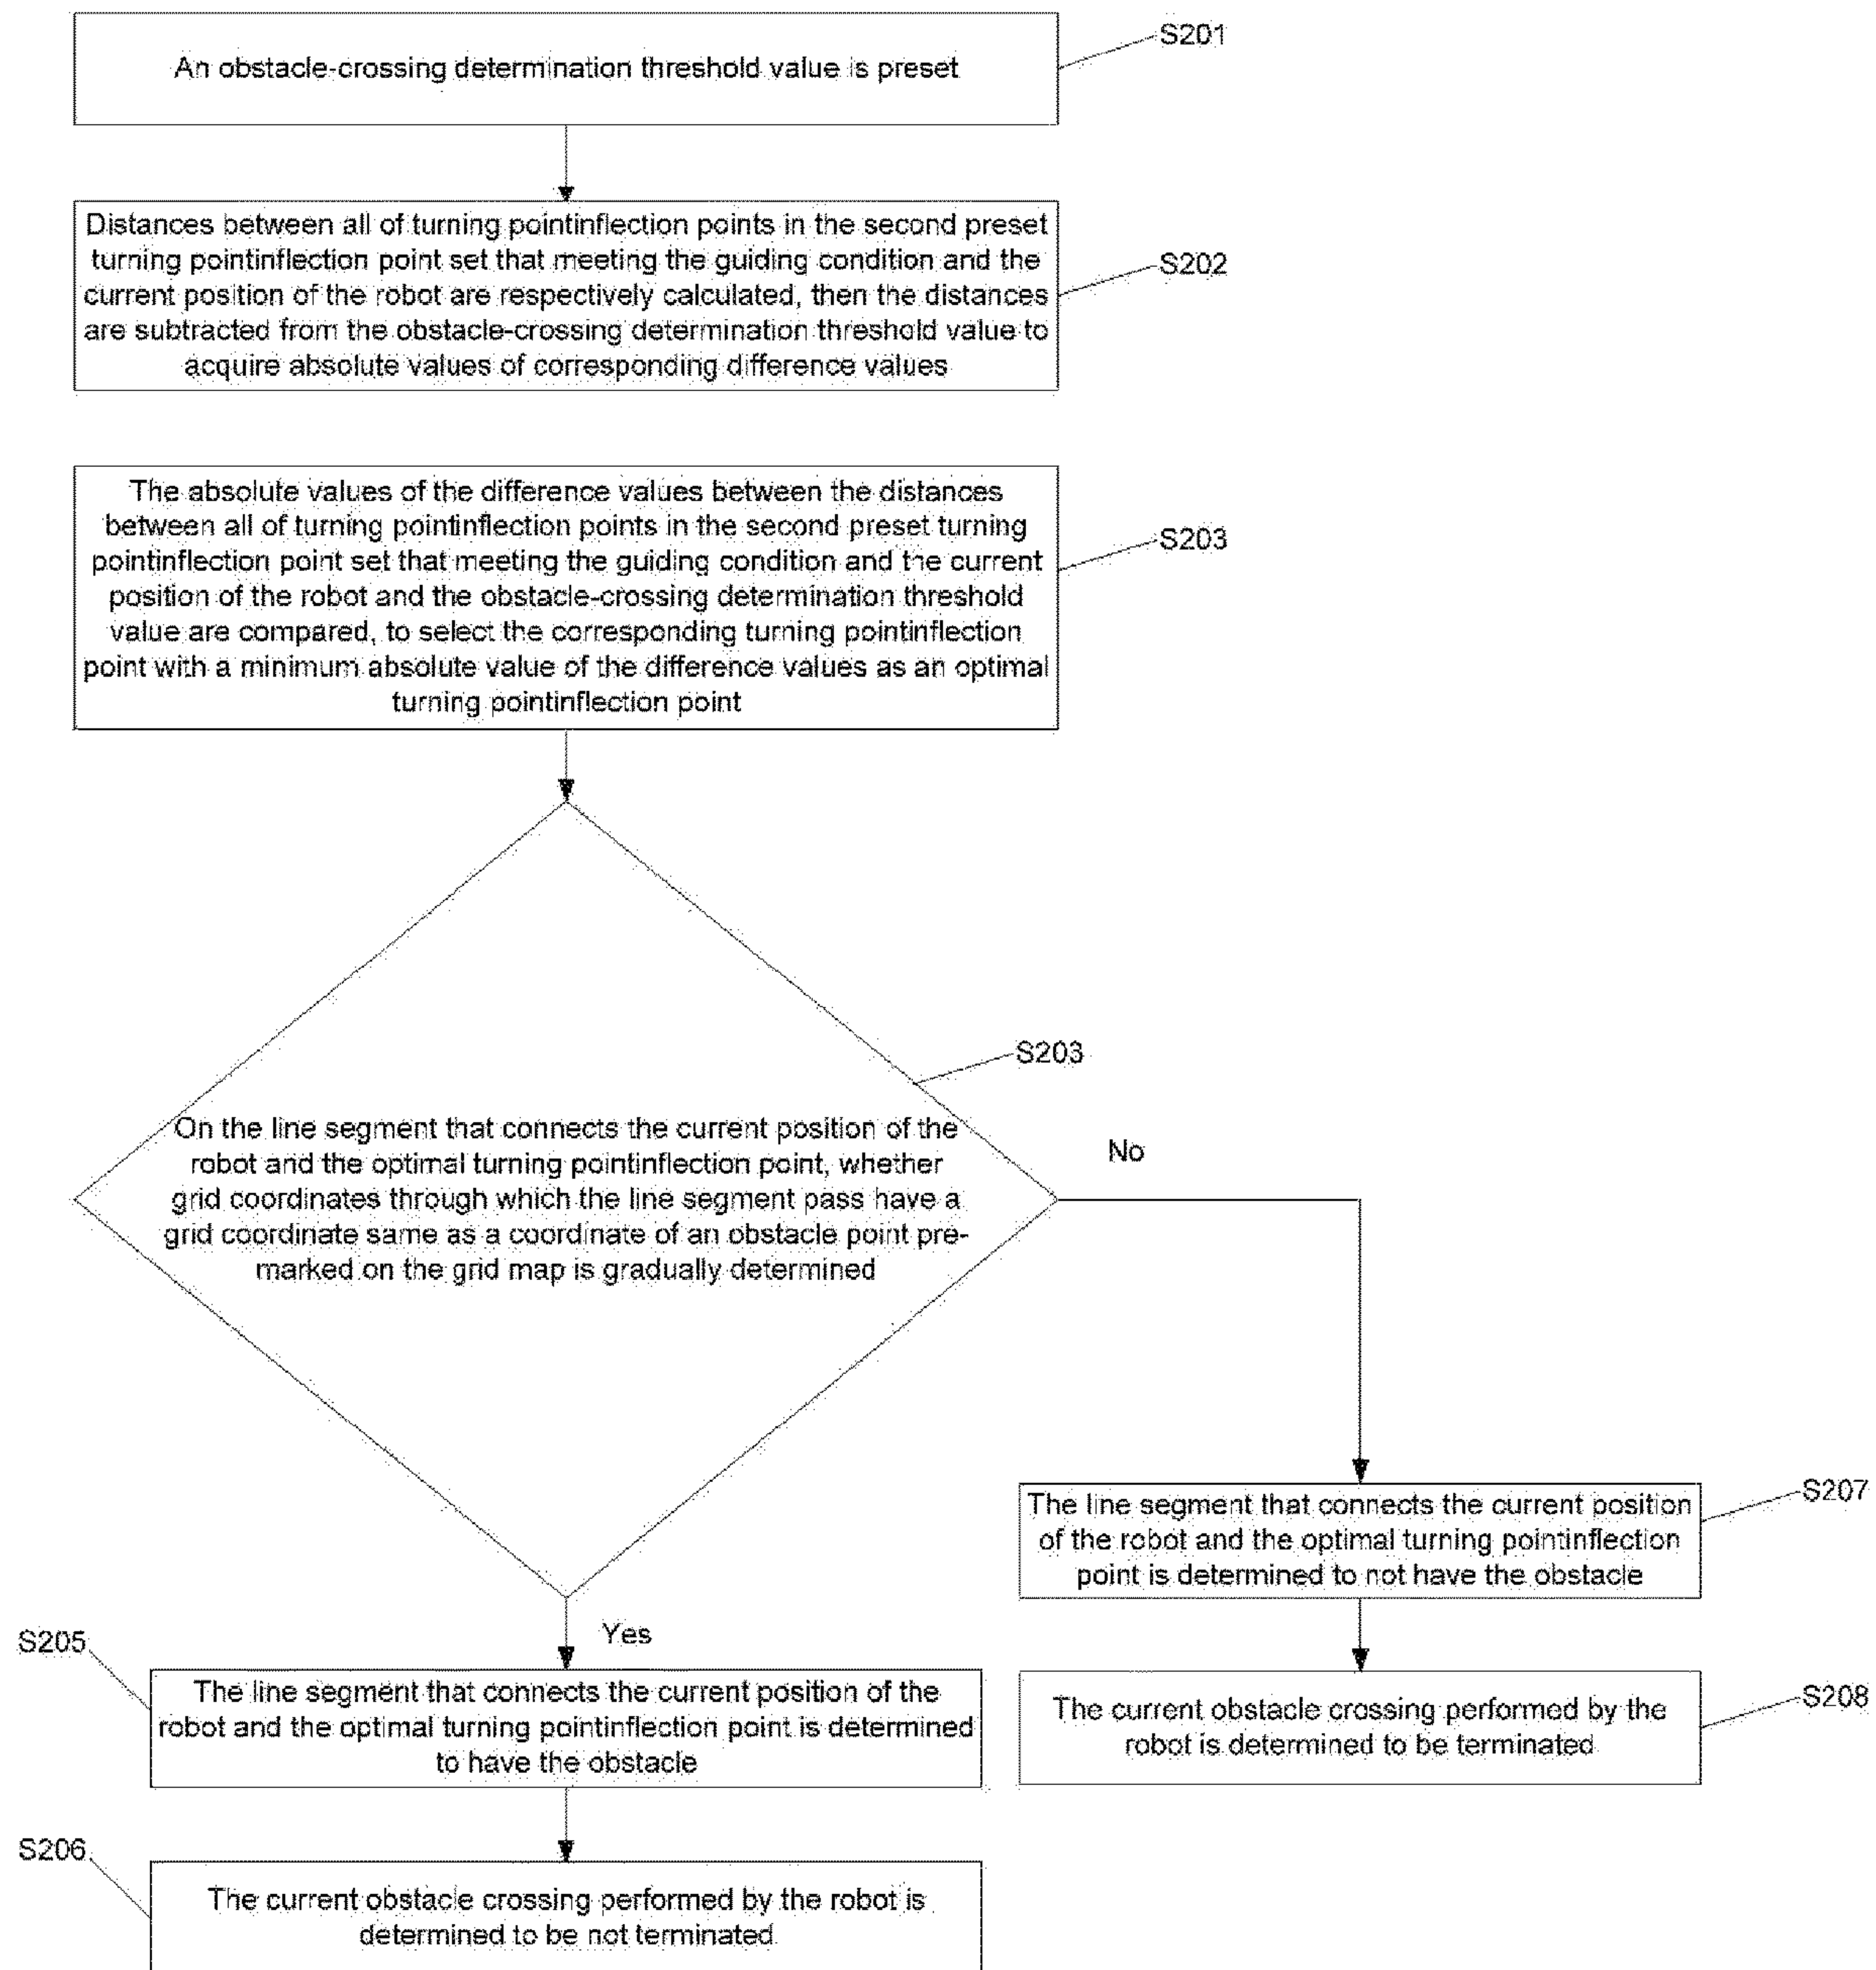 An obstacle-crossing determination threshold value is preset
S201
Distances between all of turning pointinflection points in the second preset
turning pointinflection point set that meeting the guiding condition and the
current position of the robot are respectively calculated, then the distances
are subtracted from the obstacle-crossing determination threshold value to
acquire absolute values of corresponding difference values
S202
The absolute values of the difference values between the distances
between all of turning pointinflection points in the second preset turning
pointinflection point set that meeting the guiding condition and the current
position of the robot and the obstacle-crossing determination threshold
value are compared, to select the corresponding turning pointinflection
point with a minimum absolute value of the difference values as an optimal
turning pointinflection point
S203
S203
On the line segment that connects the current position of the
robot and the optimal turning pointinflection point, whether
grid coordinates through which the line segment pass have a
grid coordinate same as a coordinate of an obstacle point pre-
marked on the grid map is gradually determined
No
Yes
S207
The line segment that connects the current position
of the robot and the optimal turning pointinflection
point is determined to not have the obstacle
S205
The line segment that connects the current position of the
robot and the optimal turning pointinflection point is determined
to have the obstacle
S208
The current obstacle crossing performed by the
robot is determined to be terminated
S206
The current obstacle crossing performed by the robot is
determined to be not terminated